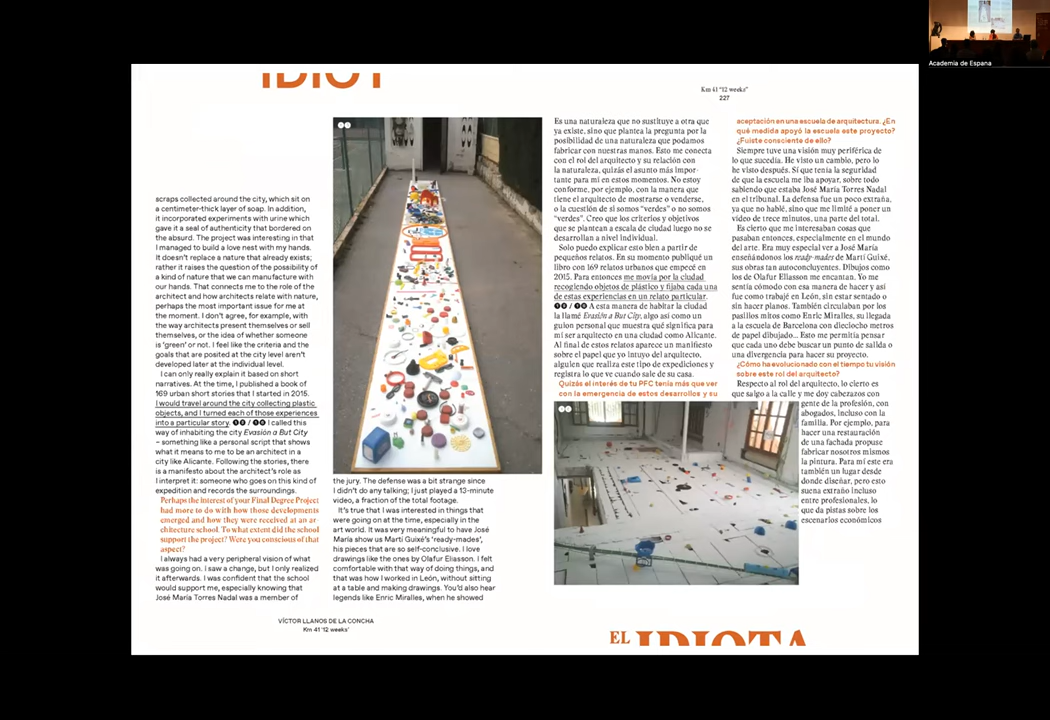 Academia de Espana
IDIOT
Km 41 "12 weeks"
227
scraps collected around the city, which sit on
a centimeter-thick layer of soap. In addition,
it incorporated experiments with urine which
gave it a seal of authenticity that bordered on
the absurd. The project was interesting in that
I managed to build a love nest with my hands.
It doesn't replace a nature that already exists;
rather it raises the question of the possibility of
a kind of nature that we can manufacture with
our hands. That connects me to the role of the
architect and how architects relate with nature,
perhaps the most important issue for me at
the moment. I don't agree, for example, with
the way architects present themselves or sell
themselves, or the idea of whether someone
is 'green' or not. I feel like the criteria and the
goals that are posited at the city level aren't
developed later at the individual level.
I can only really explain it based on short
narratives. At the time, I published a book of
169 urban short stories that I started in 2015.
I would travel around the city collecting plastic
objects, and I turned each of those experiences
into a particular story. / I called this
way of inhabiting the city Evasión a But City
– something like a personal script that shows
what it means to me to be an architect in a
city like Alicante. Following the stories, there
is a manifesto about the architect's role as
I interpret it: someone who goes on this kind of
expedition and records the surroundings.
Perhaps the interest of your Final Degree Project
had more to do with how those developments
emerged and how they were received at an ar-
chitecture school. To what extent did the school
support the project? Were you conscious of that
aspect?
I always had a very peripheral vision of what
was going on. I saw a change, but I only realized
it afterwards. I was confident that the school
would support me, especially knowing that
José María Torres Nadal was a member of
the jury. The defense was a bit strange since
I didn't do any talking; I just played a 13-minute
video, a fraction of the total footage.
It's true that I was interested in things that
were going on at the time, especially in the
art world. It was very meaningful to have José
María show us Martí Guixé's 'ready-mades',
his pieces that are so self-conclusive. I love
drawings like the ones by Olafur Eliasson. I felt
comfortable with that way of doing things, and
that was how I worked in León, without sitting
at a table and making drawings. You'd also hear
legends like Enric Miralles, when he showed
VÍCTOR LLANOS DE LA CONCHA
Km 41 '12 weeks'
Es una naturaleza que no sustituye a otra que
ya existe, sino que plantea la pregunta por la
posibilidad de una naturaleza que podamos
fabricar con nuestras manos. Esto me conecta
con el rol del arquitecto y su relación con
la naturaleza, quizás el asunto más impor-
tante para mí en estos momentos. No estoy
conforme, por ejemplo, con la manera que
tiene el arquitecto de mostrarse o venderse,
o la cuestión de si somos "verdes" o no somos
"verdes". Creo que los criterios y objetivos
que se plantean a escala de ciudad luego no se
desarrollan a nivel individual.
Solo puedo explicar esto bien a partir de
pequeños relatos. En su momento publiqué un
libro con 169 relatos urbanos que empecé en
2015. Para entonces me movía por la ciudad
recogiendo objetos de plástico y fijaba cada una
de estas experiencias en un relato particular.
/ A esta manera de habitar la ciudad
la llamé Evasión a But City, algo así como un
guion personal que muestra qué significa para
mí ser arquitecto en una ciudad como Alicante.
Al final de estos relatos aparece un manifiesto
sobre el papel que yo intuyo del arquitecto,
alguien que realiza este tipo de expediciones y
registra lo que ve cuando sale de su casa.
Quizás el interés de tu PFC tenía más que ver
con la emergencia de estos desarrollos y su
aceptación en una escuela de arquitectura. ¿En
qué medida apoyó la escuela este proyecto?
¿Fuiste consciente de ello?
Siempre tuve una visión muy periférica de
lo que sucedía. He visto un cambio, pero lo
he visto después. Sí que tenía la seguridad
de que la escuela me iba apoyar, sobre todo
sabiendo que estaba José María Torres Nadal
en el tribunal. La defensa fue un poco extraña,
ya que no hablé, sino que me limité a poner un
vídeo de trece minutos, una parte del total.
Es cierto que me interesaban cosas que
pasaban entonces, especialmente en el mundo
del arte. Era muy especial ver a José María
enseñándonos los ready-mades de Martí Guixé,
sus obras tan autoconcluyentes. Dibujos como
los de Olafur Eliasson me encantan. Yo me
sentía cómodo con esa manera de hacer y así
fue como trabajé en León, sin estar sentado o
sin hacer planos. También circulaban por los
pasillos mitos como Enric Miralles, su llegada
a la escuela de Barcelona con dieciocho metros
de papel dibujado... Esto me permitía pensar
que cada uno debe buscar un punto de salida o
una divergencia para hacer su proyecto.
¿Cómo ha evolucionado con el tiempo tu visión
sobre este rol del arquitecto?
Respecto al rol del arquitecto, lo cierto es
que salgo a la calle y me doy cabezazos con
gente de la profesión, con
abogados, incluso con la
familia. Por ejemplo, para
hacer una restauración
de una fachada propuse
fabricar nosotros mismos
la pintura. Para mí este era
también un lugar desde
donde diseñar, pero esto
suena extraño incluso
entre profesionales, lo
que da pistas sobre los
escenarios económicos
EL IDIOTA